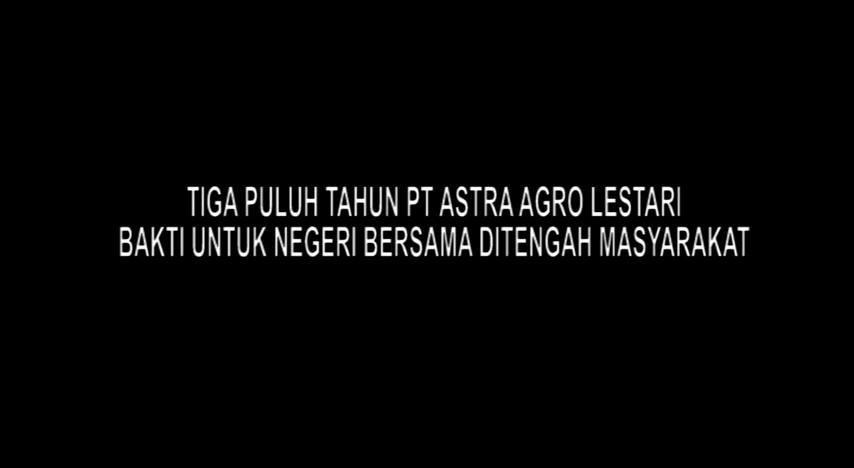 TIGA PULUH TAHUN PT ASTRA AGRO LESTARI
BAKTI UNTUK NEGERI BERSAMA DITENGAH MASYARAKAT